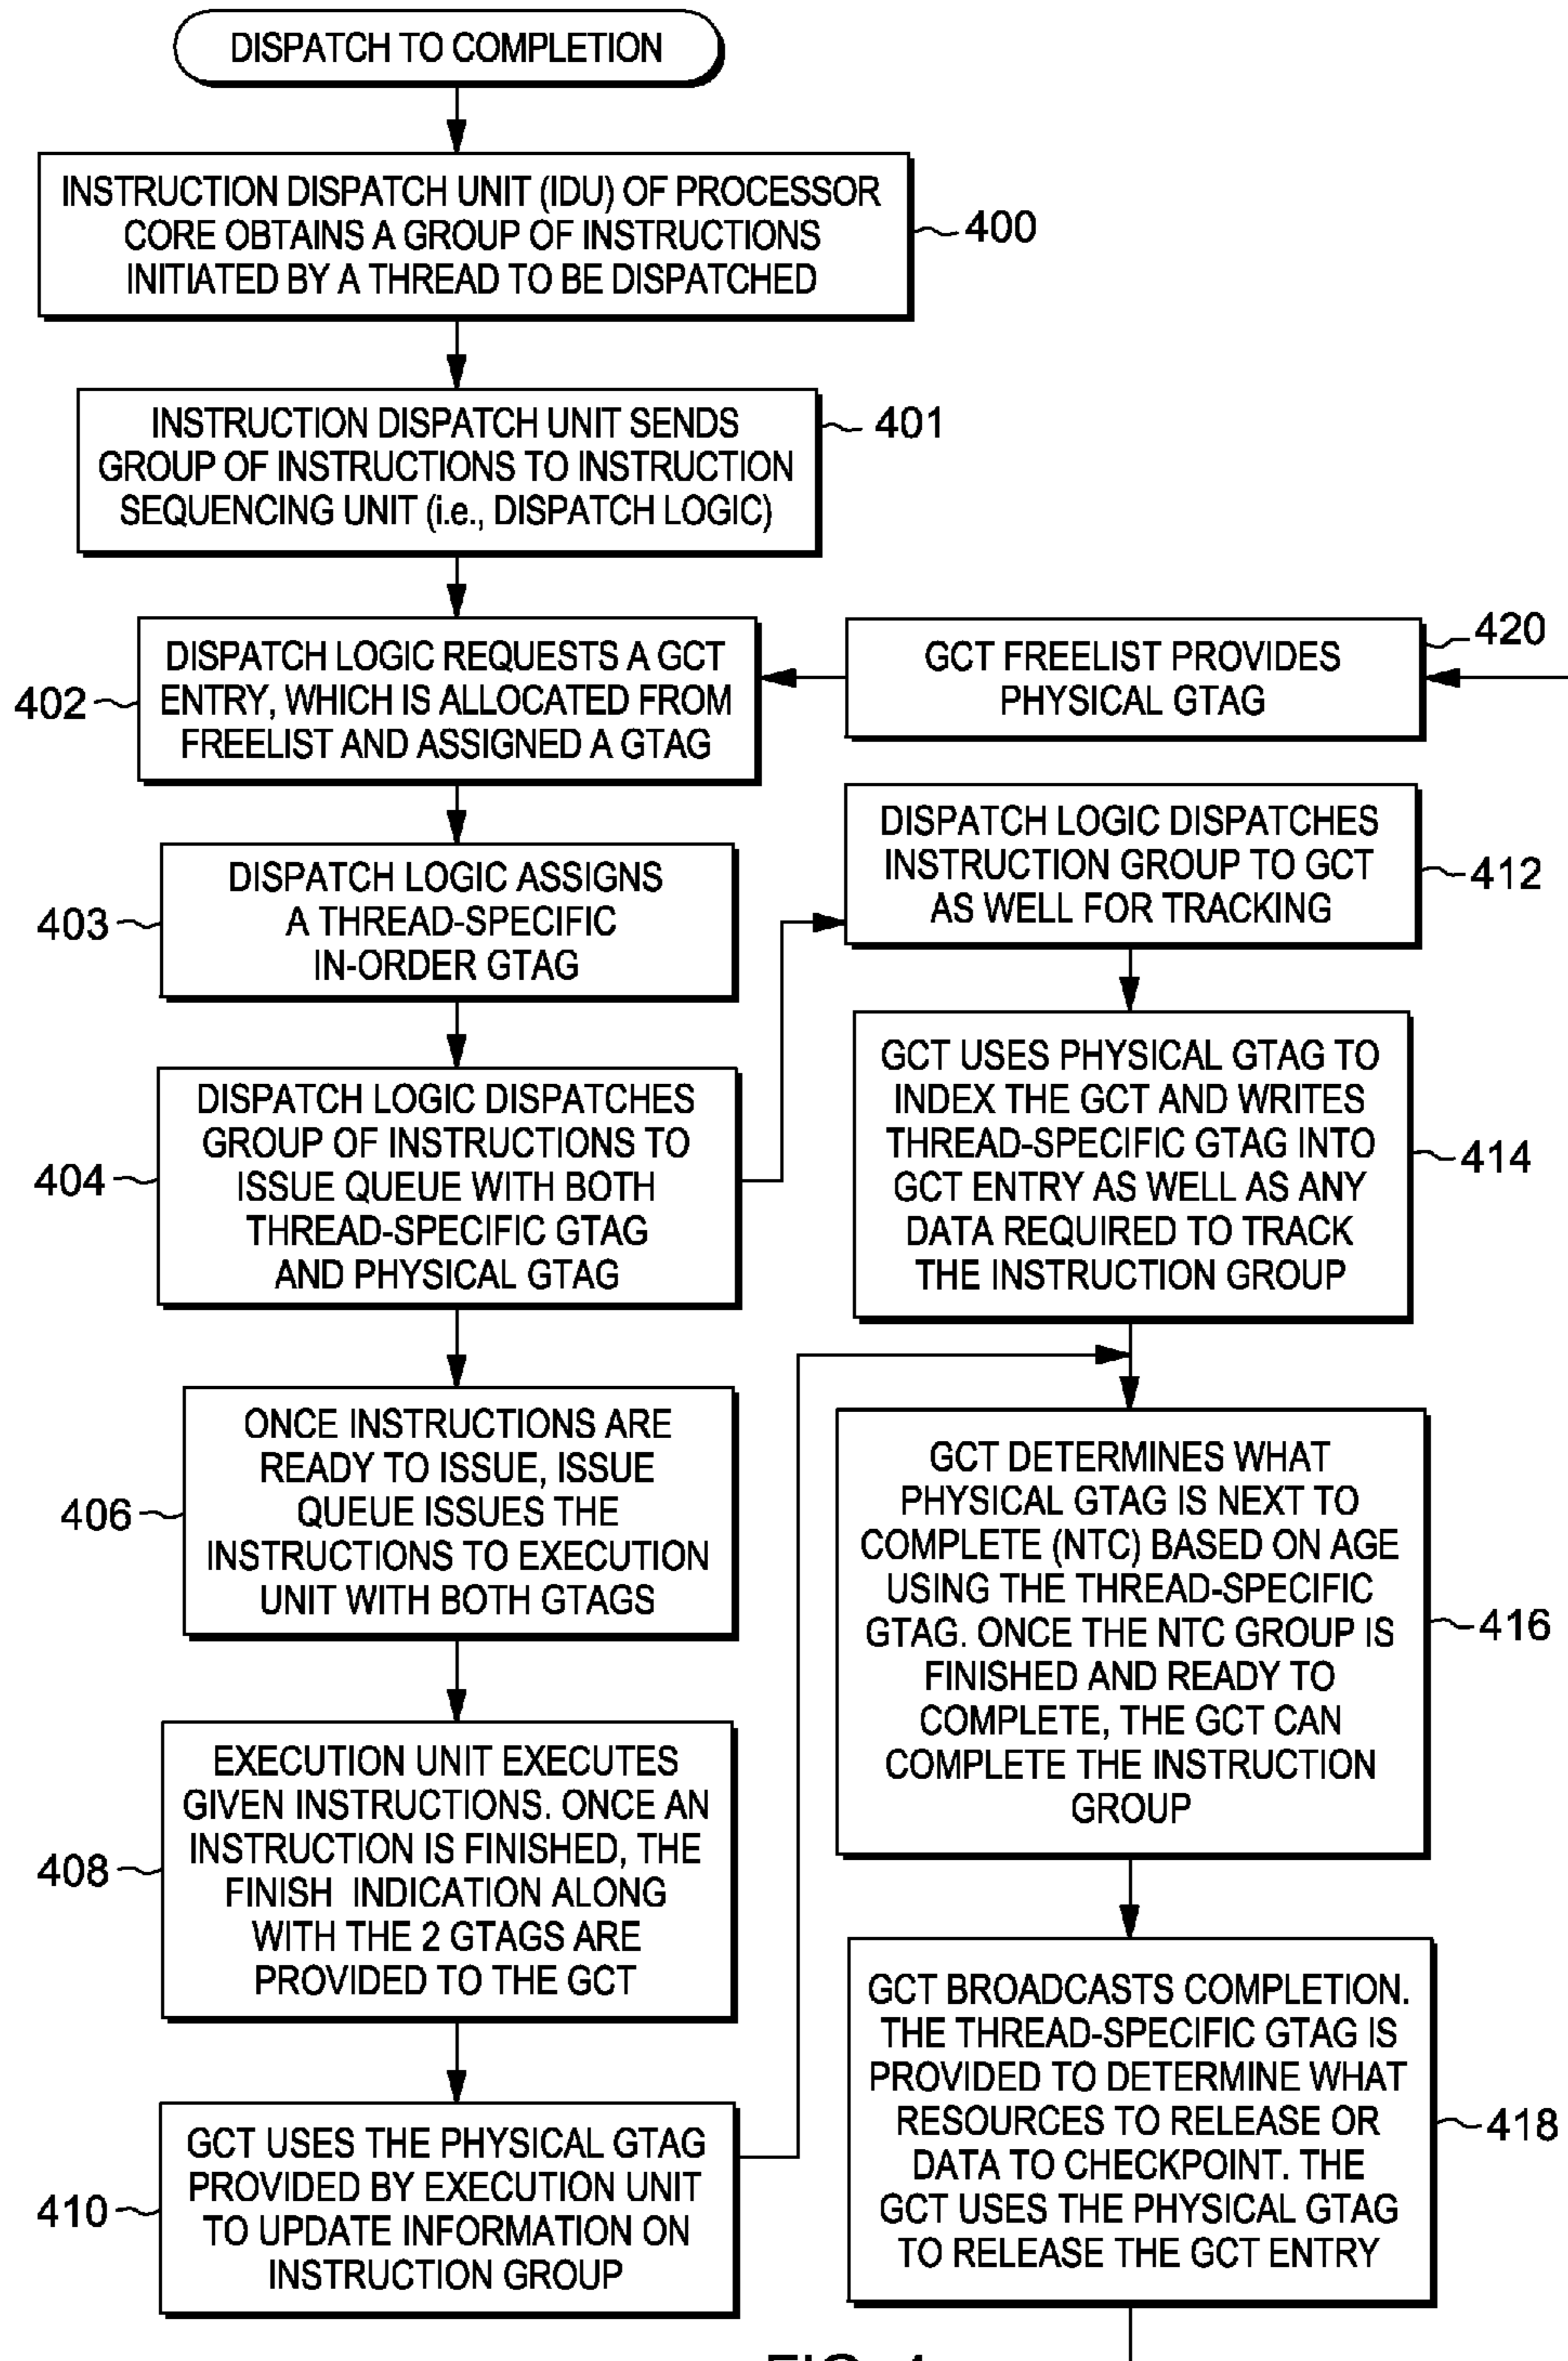 DISPATCH TO COMPLETION
INSTRUCTION DISPATCH UNIT (IDU) OF PROCESSOR
CORE OBTAINS A GROUP OF INSTRUCTIONS
INITIATED BY A THREAD TO BE DISPATCHED
400
INSTRUCTION DISPATCH UNIT SENDS
GROUP OF INSTRUCTIONS TO INSTRUCTION
SEQUENCING UNIT (i.e., DISPATCH LOGIC)
401
DISPATCH LOGIC REQUESTS A GCT
ENTRY, WHICH IS ALLOCATED FROM
FREELIST AND ASSIGNED A GTAG
402
GCT FREELIST PROVIDES
PHYSICAL GTAG
420
DISPATCH LOGIC ASSIGNS
A THREAD-SPECIFIC
IN-ORDER GTAG
403
DISPATCH LOGIC DISPATCHES
INSTRUCTION GROUP TO GCT
AS WELL FOR TRACKING
412
DISPATCH LOGIC DISPATCHES
GROUP OF INSTRUCTIONS TO
ISSUE QUEUE WITH BOTH
THREAD-SPECIFIC GTAG
AND PHYSICAL GTAG
404
GCT USES PHYSICAL GTAG TO
INDEX THE GCT AND WRITES
THREAD-SPECIFIC GTAG INTO
GCT ENTRY AS WELL AS ANY
DATA REQUIRED TO TRACK
THE INSTRUCTION GROUP
414
ONCE INSTRUCTIONS ARE
READY TO ISSUE, ISSUE
QUEUE ISSUES THE
INSTRUCTIONS TO EXECUTION
UNIT WITH BOTH GTAGS
406
GCT DETERMINES WHAT
PHYSICAL GTAG IS NEXT TO
COMPLETE (NTC) BASED ON AGE
USING THE THREAD-SPECIFIC
GTAG. ONCE THE NTC GROUP IS
FINISHED AND READY TO
COMPLETE, THE GCT CAN
COMPLETE THE INSTRUCTION
GROUP
416
EXECUTION UNIT EXECUTES
GIVEN INSTRUCTIONS. ONCE AN
INSTRUCTION IS FINISHED, THE
FINISH INDICATION ALONG
WITH THE 2 GTAGS ARE
PROVIDED TO THE GCT
408
GCT BROADCASTS COMPLETION.
THE THREAD-SPECIFIC GTAG IS
PROVIDED TO DETERMINE WHAT
RESOURCES TO RELEASE OR
DATA TO CHECKPOINT. THE
GCT USES THE PHYSICAL GTAG
TO RELEASE THE GCT ENTRY
418
GCT USES THE PHYSICAL GTAG
PROVIDED BY EXECUTION UNIT
TO UPDATE INFORMATION ON
INSTRUCTION GROUP
410